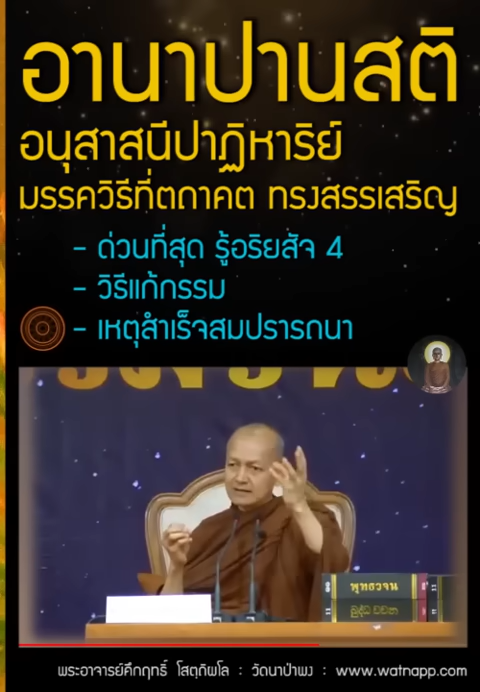 อานาปานสติ
อนุสาสนีปาฏิหาริย์
มรรควิธีที่ตถาคต ทรงสรรเสริญ
- ด่วนที่สุด รู้อริยสัจ 4
- วิธีแก้กรรม
- เหตุสำเร็จสมปรารถนา
พุทธวจน
พระอาจารย์คึกฤทธิ์ โสตฺถิผโล : วัดนาป่าพง : www.watnapp.com